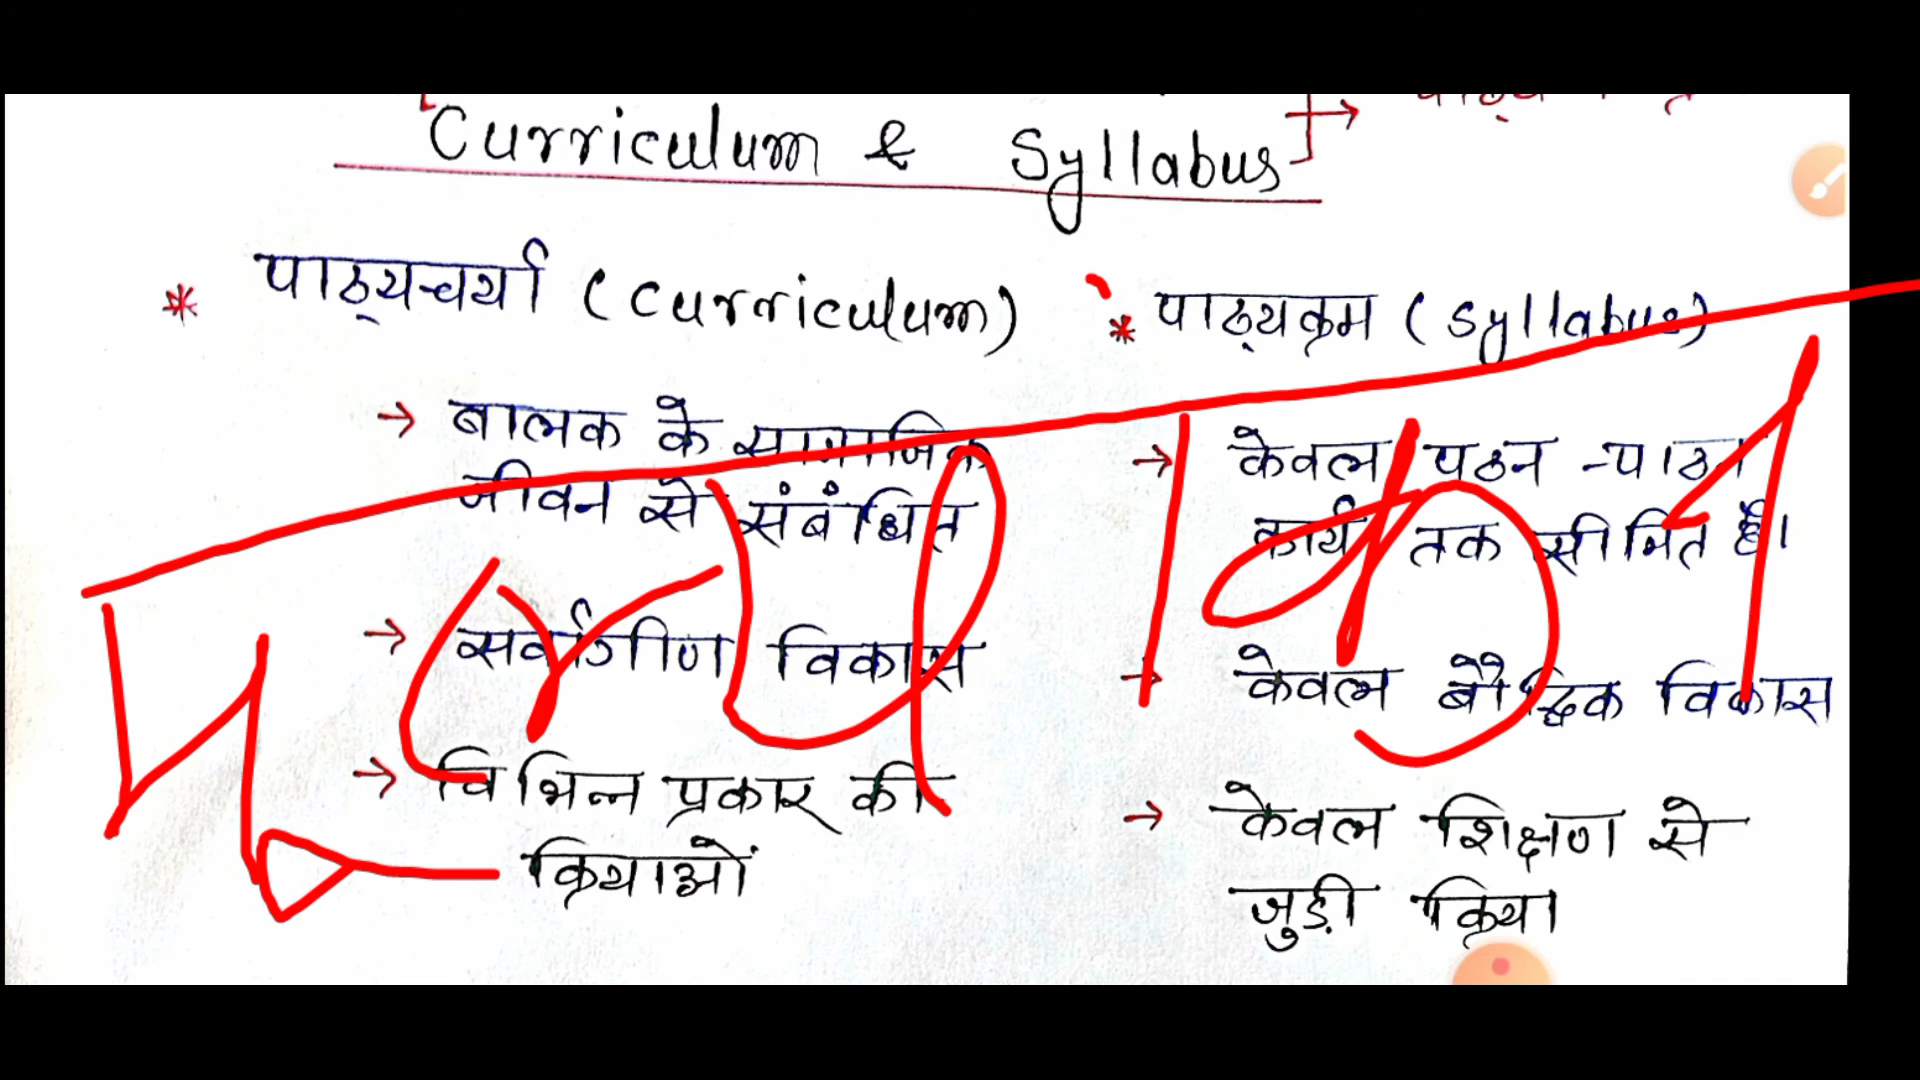 Curriculum & Syllabus
* पाठ्यचर्या (Curriculum)
→ बालक के सामाजिक
जीवन से संबंधित
→ सर्वांगीण विकास
→ विभिन्न प्रकार की
क्रियाओं
* पाठ्यक्रम (Syllabus)
→ केवल पठन-पाठन
कार्य तक सीमित है।
→ केवल बौद्धिक विकास
→ केवल शिक्षण से
जुड़ी क्रिया